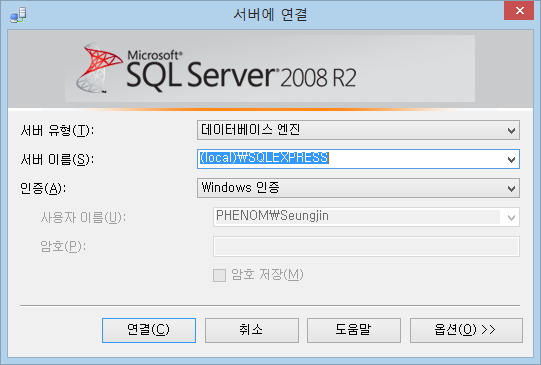 서버에 연결
Microsoft®
SQL Server® 2008 R2
서버 유형(T): 데이터베이스 엔진
서버 이름(S): (local)₩SQLEXPRESS
인증(A): Windows 인증
사용자 이름(U): PHENOM₩Seungjin
암호(P):
암호 저장(M)
연결(C) 취소 도움말 옵션(O) >>